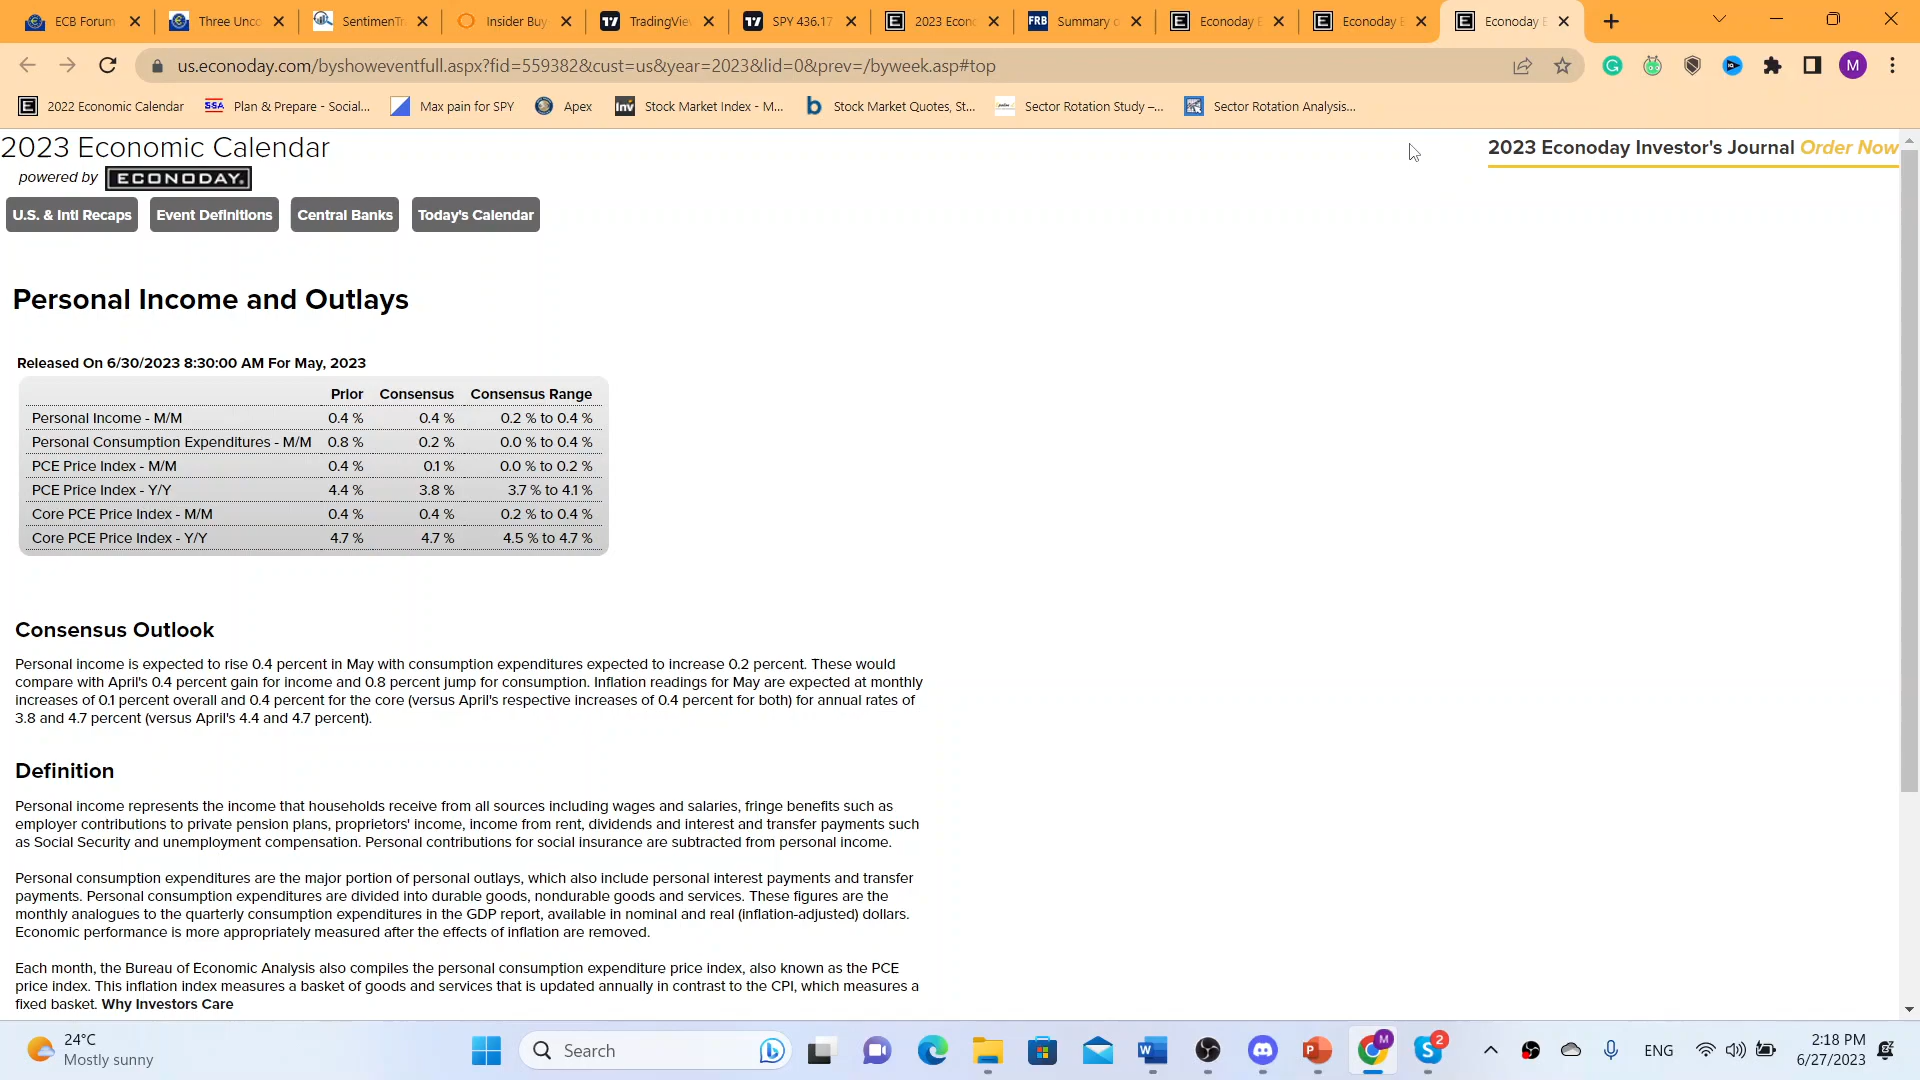 ECB Forum
Three Unco
SentimenTr
Insider Buy
TradingVie
SPY 436.17
2023 Econ
FRB Summary o
Econoday E
Econoday E
Econoday E
us.econoday.com/byshoweventfull.aspx?fid=559382&cust=us&year=2023&lid=0&prev=/byweek.asp#top
M
2022 Economic Calendar
SSA Plan & Prepare - Social...
Max pain for SPY
Apex
Inv Stock Market Index - M...
b Stock Market Quotes, St...
Sector Rotation Study –...
Sector Rotation Analysis...
2023 Economic Calendar
powered by ECONODAY
2023 Econoday Investor's Journal Order Now
U.S. & Intl Recaps
Event Definitions
Central Banks
Today's Calendar
Personal Income and Outlays
Released On 6/30/2023 8:30:00 AM For May, 2023
Prior Consensus Consensus Range
Personal Income - M/M 0.4 % 0.4 % 0.2 % to 0.4 %
Personal Consumption Expenditures - M/M 0.8 % 0.2 % 0.0 % to 0.4 %
PCE Price Index - M/M 0.4 % 0.1 % 0.0 % to 0.2 %
PCE Price Index - Y/Y 4.4 % 3.8 % 3.7 % to 4.1 %
Core PCE Price Index - M/M 0.4 % 0.4 % 0.2 % to 0.4 %
Core PCE Price Index - Y/Y 4.7 % 4.7 % 4.5 % to 4.7 %
Consensus Outlook
Personal income is expected to rise 0.4 percent in May with consumption expenditures expected to increase 0.2 percent. These would
compare with April's 0.4 percent gain for income and 0.8 percent jump for consumption. Inflation readings for May are expected at monthly
increases of 0.1 percent overall and 0.4 percent for the core (versus April's respective increases of 0.4 percent for both) for annual rates of
3.8 and 4.7 percent (versus April's 4.4 and 4.7 percent).
Definition
Personal income represents the income that households receive from all sources including wages and salaries, fringe benefits such as
employer contributions to private pension plans, proprietors' income, income from rent, dividends and interest and transfer payments such
as Social Security and unemployment compensation. Personal contributions for social insurance are subtracted from personal income.
Personal consumption expenditures are the major portion of personal outlays, which also include personal interest payments and transfer
payments. Personal consumption expenditures are divided into durable goods, nondurable goods and services. These figures are the
monthly analogues to the quarterly consumption expenditures in the GDP report, available in nominal and real (inflation-adjusted) dollars.
Economic performance is more appropriately measured after the effects of inflation are removed.
Each month, the Bureau of Economic Analysis also compiles the personal consumption expenditure price index, also known as the PCE
price index. This inflation index measures a basket of goods and services that is updated annually in contrast to the CPI, which measures a
fixed basket. Why Investors Care
24°C
Mostly sunny
Search
2
ENG
2:18 PM
6/27/2023